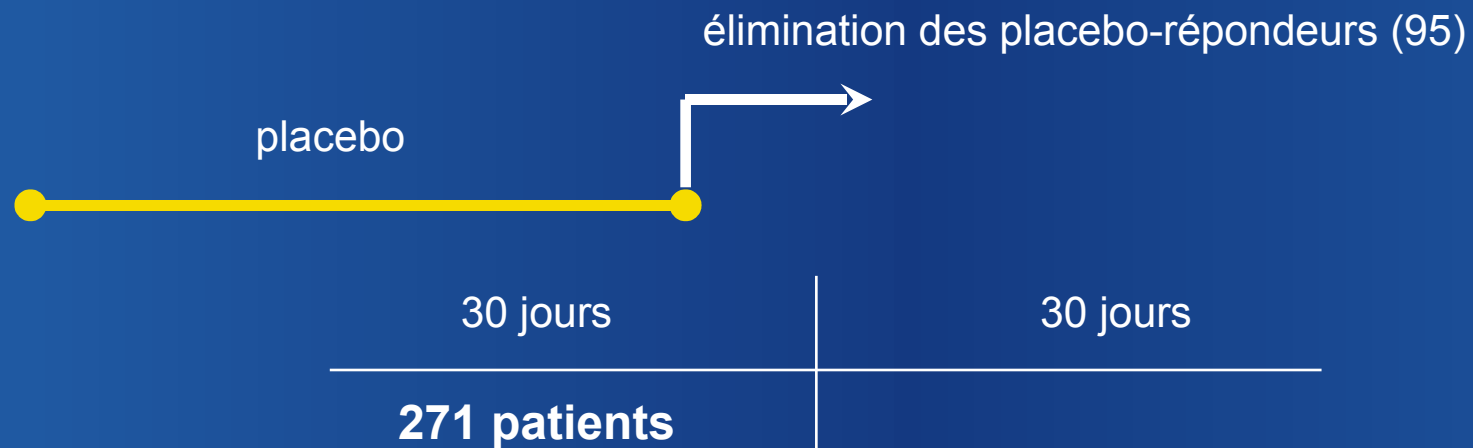 élimination des placebo-répondeurs (95)
placebo
30 jours
30 jours
271 patients